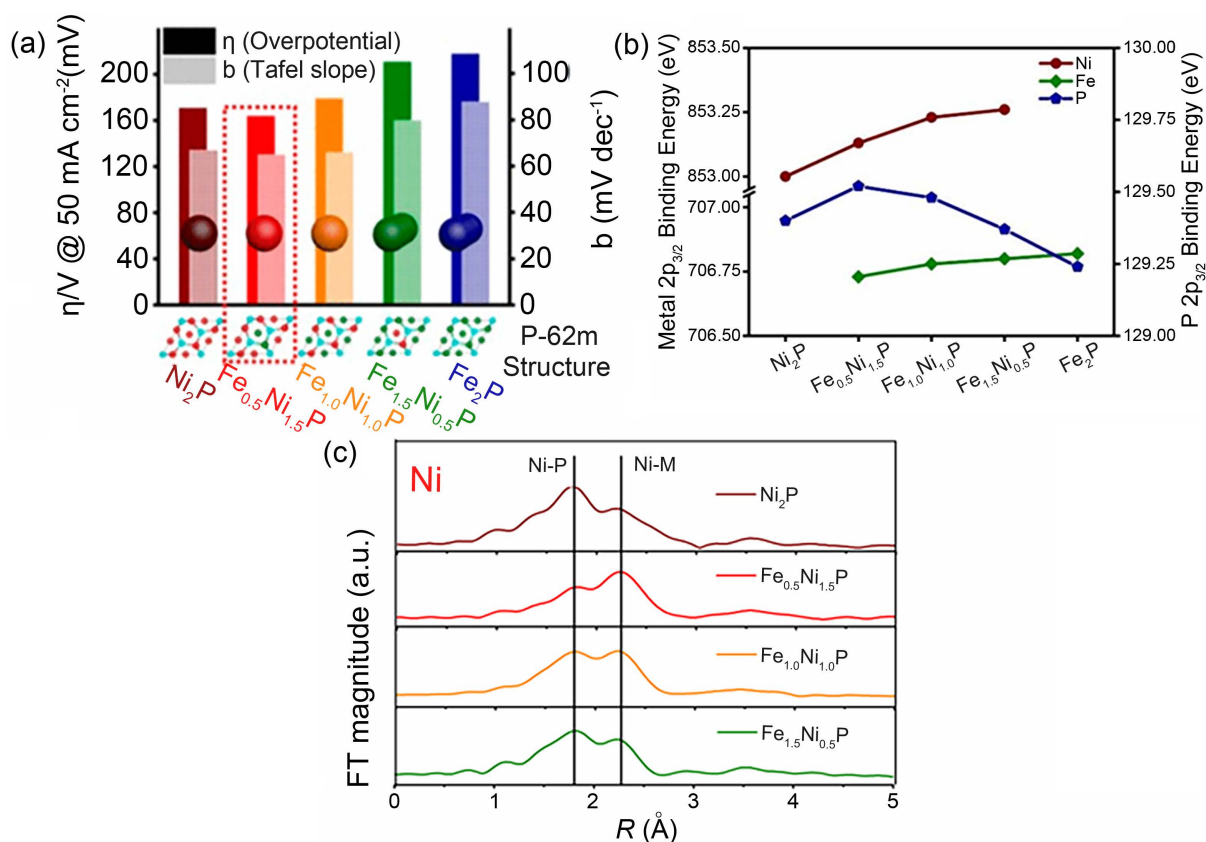 (a)
η (Overpotential)
b (Tafel slope)
η/V @ 50 mA cm⁻²(mV)
200
160
120
80
40
0
100
80
60
40
20
0
b (mV dec⁻¹)
P-62m
Structure
Ni₂P
Fe₀.₅Ni₁.₅P
Fe₁.₀Ni₁.₀P
Fe₁.₅Ni₀.₅P
Fe₂P
(b)
Metal 2p₃/₂ Binding Energy (eV)
853.50
853.25
853.00
707.00
706.75
706.50
Ni
Fe
P
130.00
129.75
129.50
129.25
129.00
P 2p₃/₂ Binding Energy (eV)
Ni₂P
Fe₀.₅Ni₁.₅P
Fe₁.₀Ni₁.₀P
Fe₁.₅Ni₀.₅P
Fe₂P
(c)
Ni
Ni-P
Ni-M
Ni₂P
Fe₀.₅Ni₁.₅P
Fe₁.₀Ni₁.₀P
Fe₁.₅Ni₀.₅P
FT magnitude (a.u.)
0 1 2 3 4 5
R (Å)